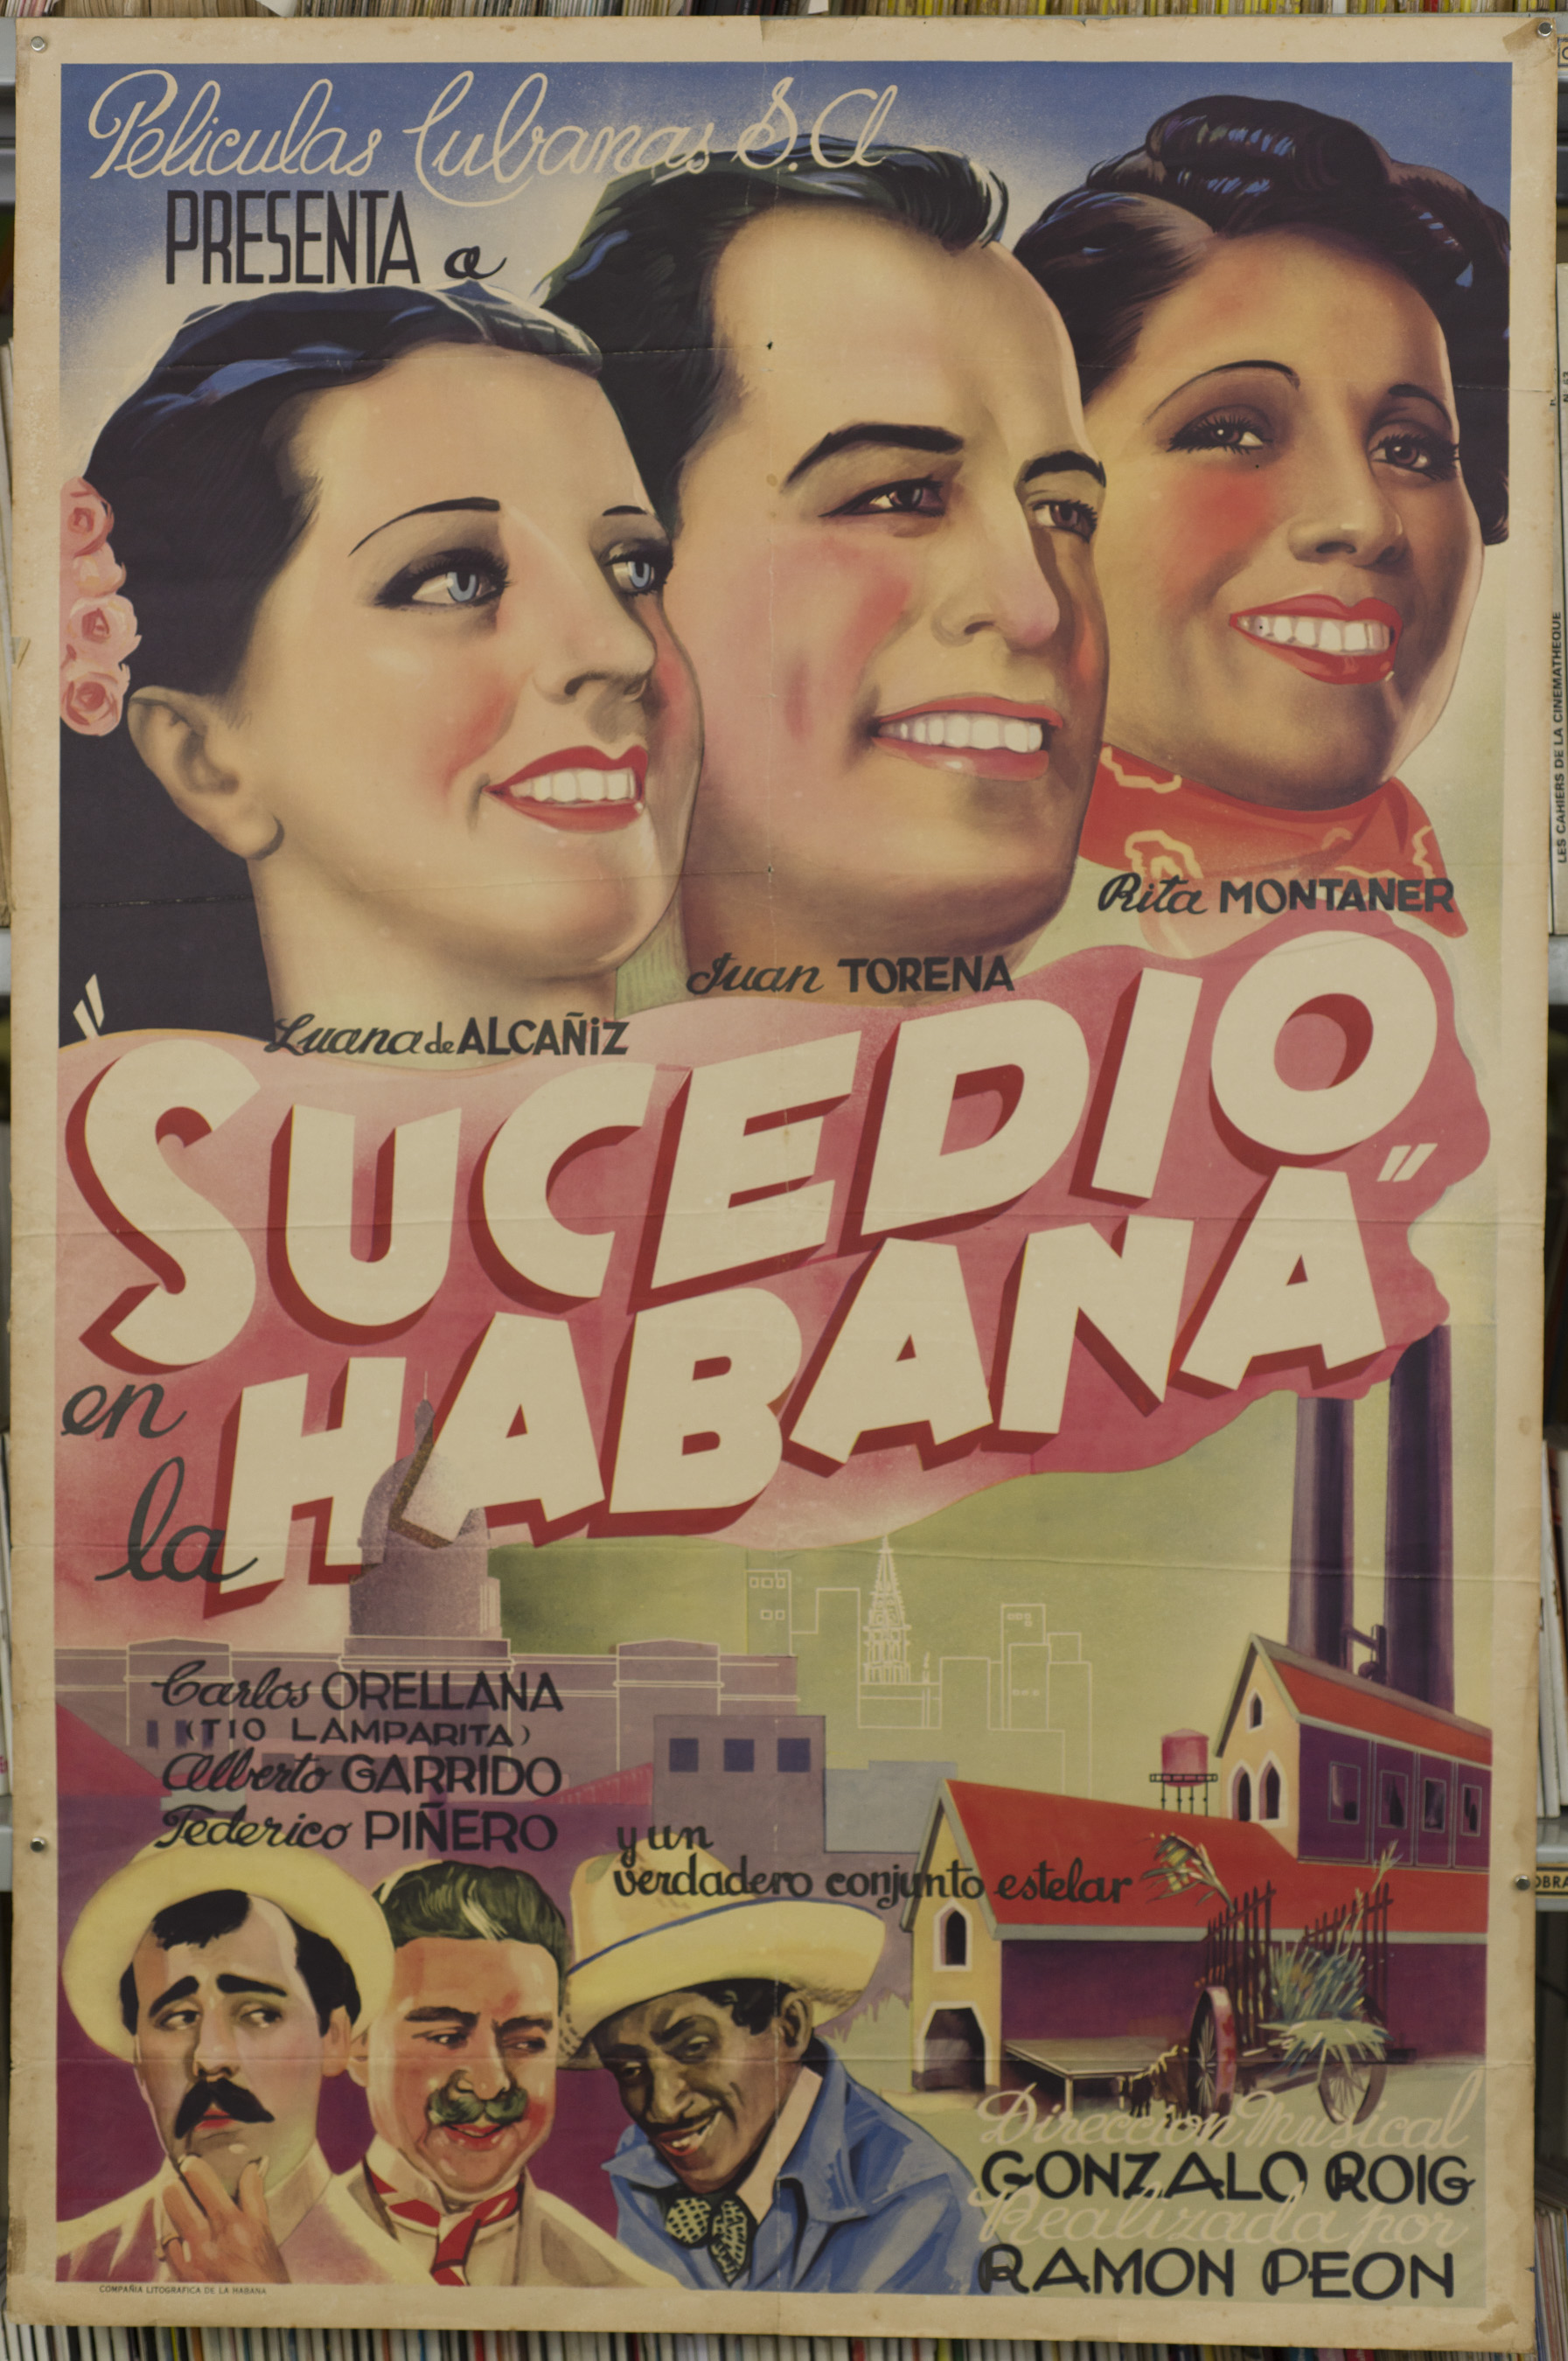 Peliculas Cubanas S.A
PRESENTA a
Rita MONTANER
Juan TORENA
Luana de ALCAÑiZ
"SUCEDIO
en
la HABANA"
Carlos ORELLANA
(TIO LAMPARITA)
Alberto GARRIDO
Federico PIÑERO
y un
verdadero conjunto estelar
Dirección Musical
GONZALO ROIG
Realizada por
RAMON PEON
COMPAÑIA LITOGRAFICA DE LA HABANA
LES CAHIERS DE LA CINEMATHEQUE